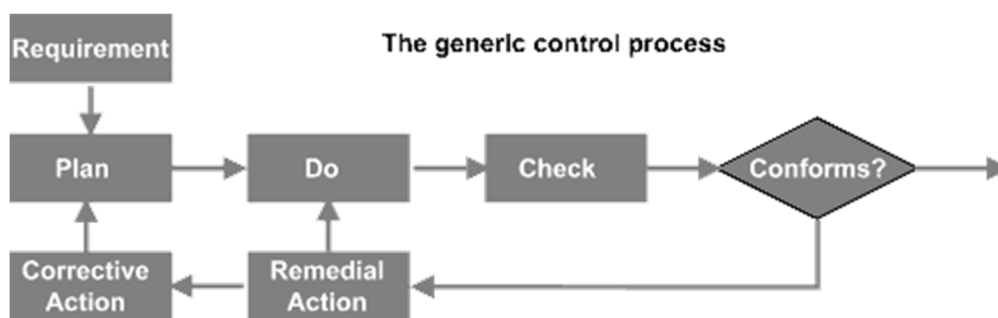 Requirement
The generic control process
Plan
Do
Check
Conforms?
Corrective
Action
Remedial
Action